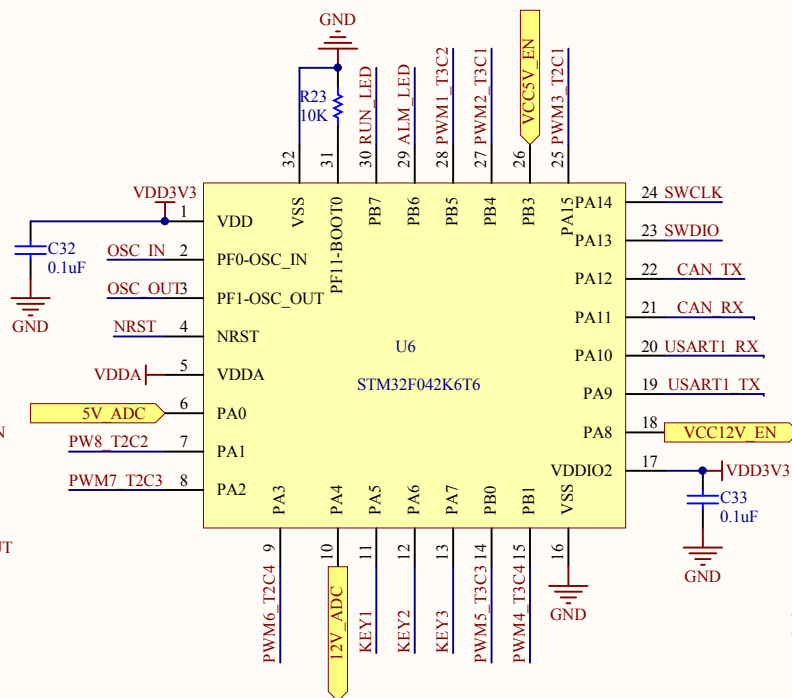 GND
R23
10K
RUN_LED
ALM_LED
PWM1_T3C2
PWM2_T3C1
VCC5V_EN
PWM3_T2C1
32
31
30
29
28
27
26
25
VSS
PF11-BOOT0
PB7
PB6
PB5
PB4
PB3
PA15
VDD3V3
1
VDD
C32
0.1uF
GND
OSC_IN
2
PF0-OSC_IN
OSC_OUT
3
PF1-OSC_OUT
NRST
4
NRST
VDDA
5
VDDA
5V_ADC
6
PA0
N
PW8_T2C2
7
PA1
PWM7_T2C3
8
PA2
UT
U6
STM32F042K6T6
PA14
24
SWCLK
PA13
23
SWDIO
PA12
22
CAN_TX
PA11
21
CAN_RX
PA10
20
USART1_RX
PA9
19
USART1_TX
PA8
18
VCC12V_EN
VDDIO2
17
VDD3V3
C33
0.1uF
GND
PA3
PA4
PA5
PA6
PA7
PB0
PB1
VSS
9
10
11
12
13
14
15
16
PWM6_T2C4
12V_ADC
KEY1
KEY2
KEY3
PWM5_T3C3
PWM4_T3C4
GND